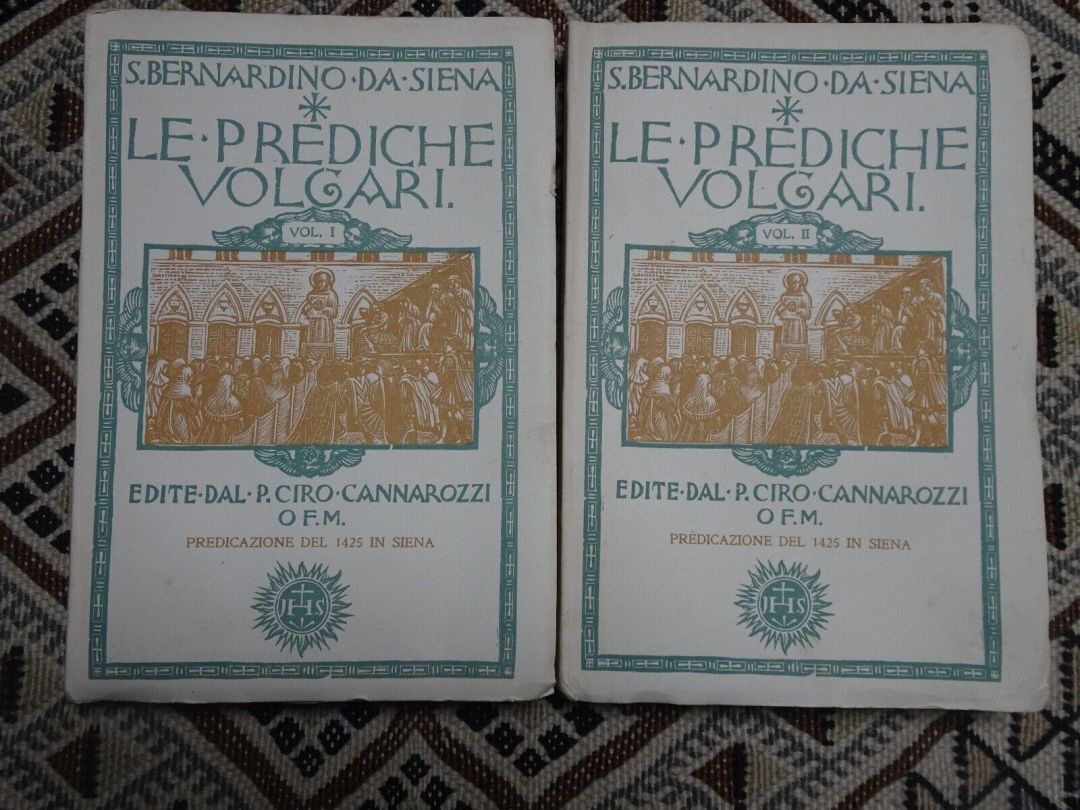 S. BERNARDINO · DA · SIENA
LE · PREDICHE
VOLGARI.
VOL. I
EDITE · DAL · P. CIRO · CANNAROZZI
O F. M.
PREDICAZIONE DEL 1425 IN SIENA
IHS
S. BERNARDINO · DA · SIENA
LE · PREDICHE
VOLGARI.
VOL. II
EDITE · DAL · P. CIRO · CANNAROZZI
O F. M.
PREDICAZIONE DEL 1425 IN SIENA
IHS